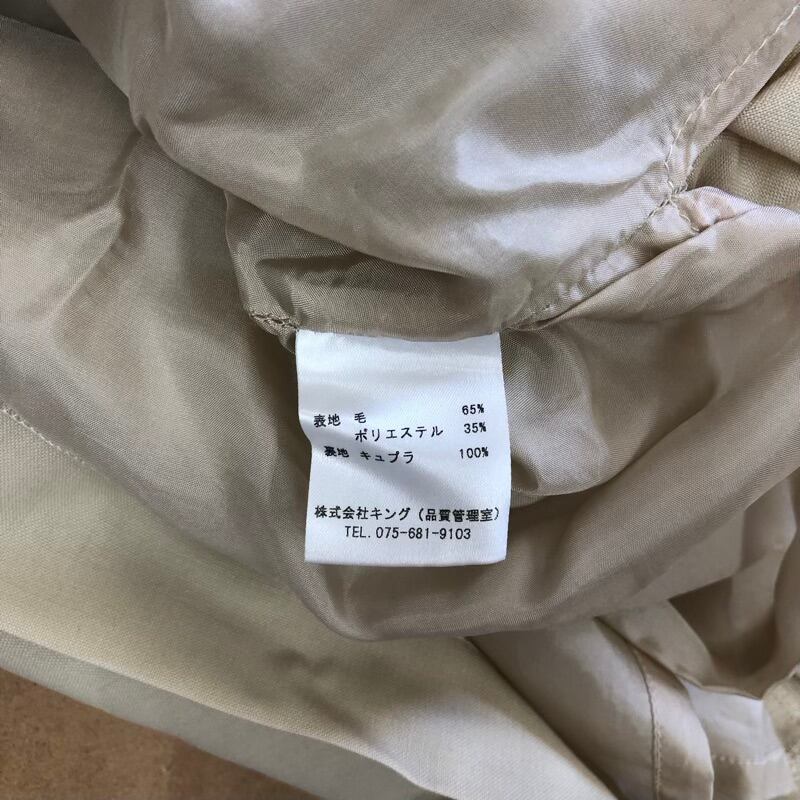 表地 毛 65%
ポリエステル 35%
裏地 キュプラ 100%
株式会社キング(品質管理室)
TEL.075-681-9103